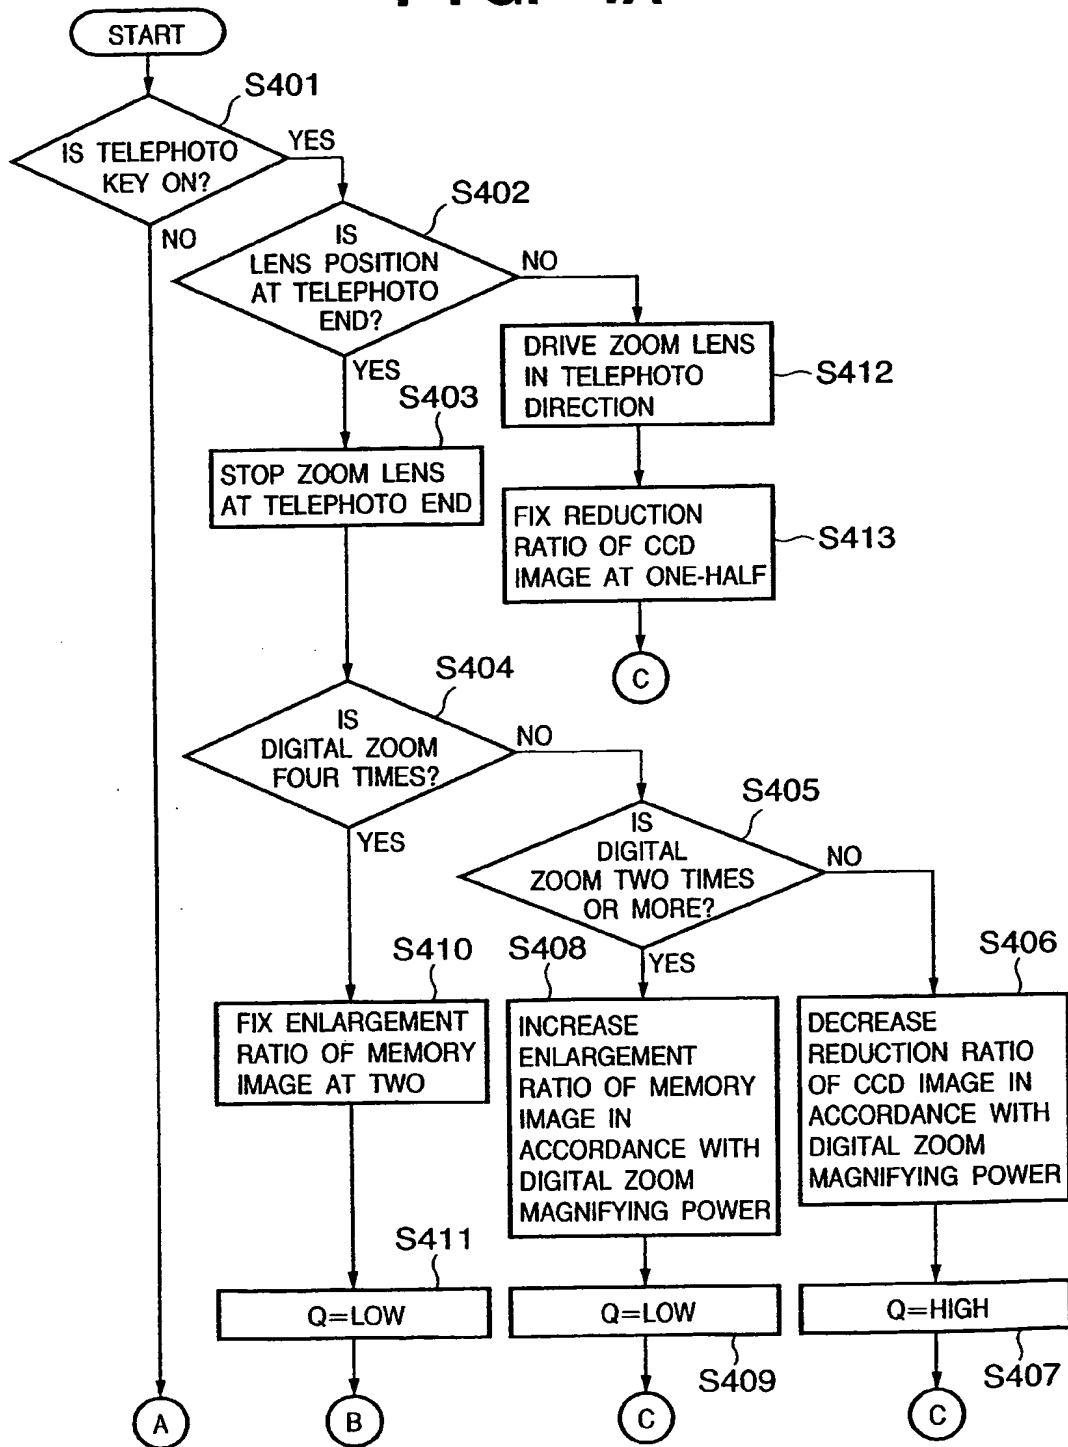 START
S401
IS TELEPHOTO
KEY ON?
YES
NO
S402
IS
LENS POSITION
AT TELEPHOTO
END?
NO
YES
DRIVE ZOOM LENS
IN TELEPHOTO
DIRECTION
S412
S403
STOP ZOOM LENS
AT TELEPHOTO END
FIX REDUCTION
RATIO OF CCD
IMAGE AT ONE-HALF
S413
C
S404
IS
DIGITAL ZOOM
FOUR TIMES?
NO
YES
S405
IS
DIGITAL
ZOOM TWO TIMES
OR MORE?
NO
YES
S410
FIX ENLARGEMENT
RATIO OF MEMORY
IMAGE AT TWO
S408
INCREASE
ENLARGEMENT
RATIO OF MEMORY
IMAGE IN
ACCORDANCE WITH
DIGITAL ZOOM
MAGNIFYING POWER
S406
DECREASE
REDUCTION RATIO
OF CCD IMAGE IN
ACCORDANCE WITH
DIGITAL ZOOM
MAGNIFYING POWER
S411
Q=LOW
Q=LOW
S409
Q=HIGH
S407
A
B
C
C